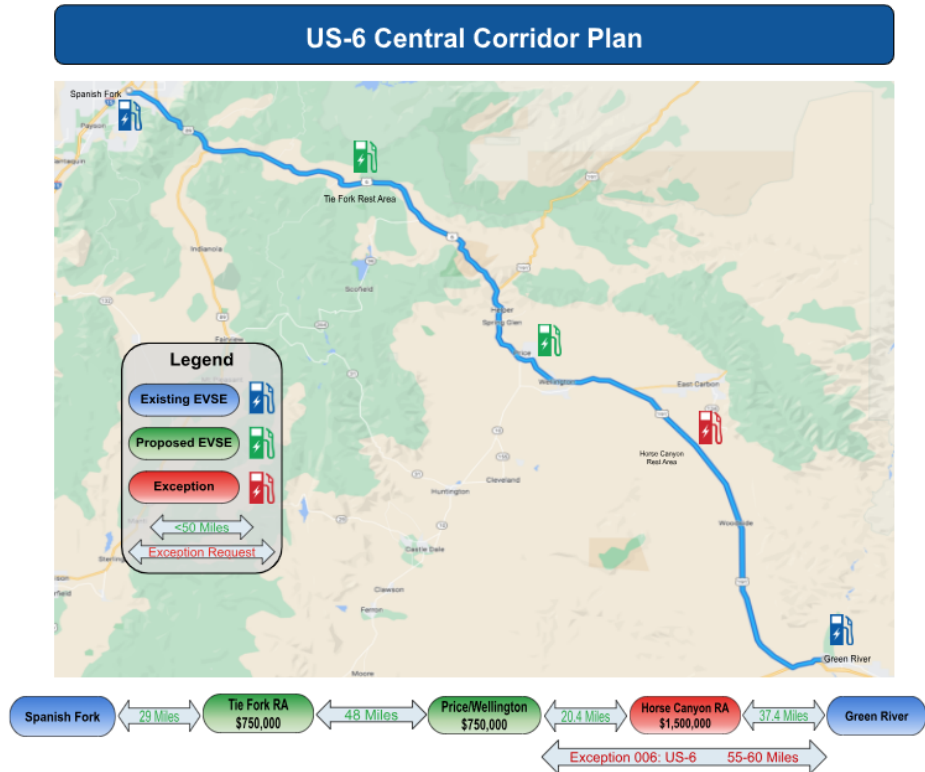 US-6 Central Corridor Plan
Spanish Fork
Payson
Tie Fork Rest Area
Indianola
Scofield
Helper
Spring Glen
Fairview
Price
Wellington
East Carbon
Horse Canyon
Rest Area
Huntington
Cleveland
Woodside
Castle Dale
Clawson
Ferron
Moore
Green River
Legend
Existing EVSE
Proposed EVSE
Exception
<50 Miles
Exception Request
Spanish Fork
29 Miles
Tie Fork RA
$750,000
48 Miles
Price/Wellington
$750,000
20.4 Miles
Horse Canyon RA
$1,500,000
37.4 Miles
Green River
Exception 006: US-6 55-60 Miles